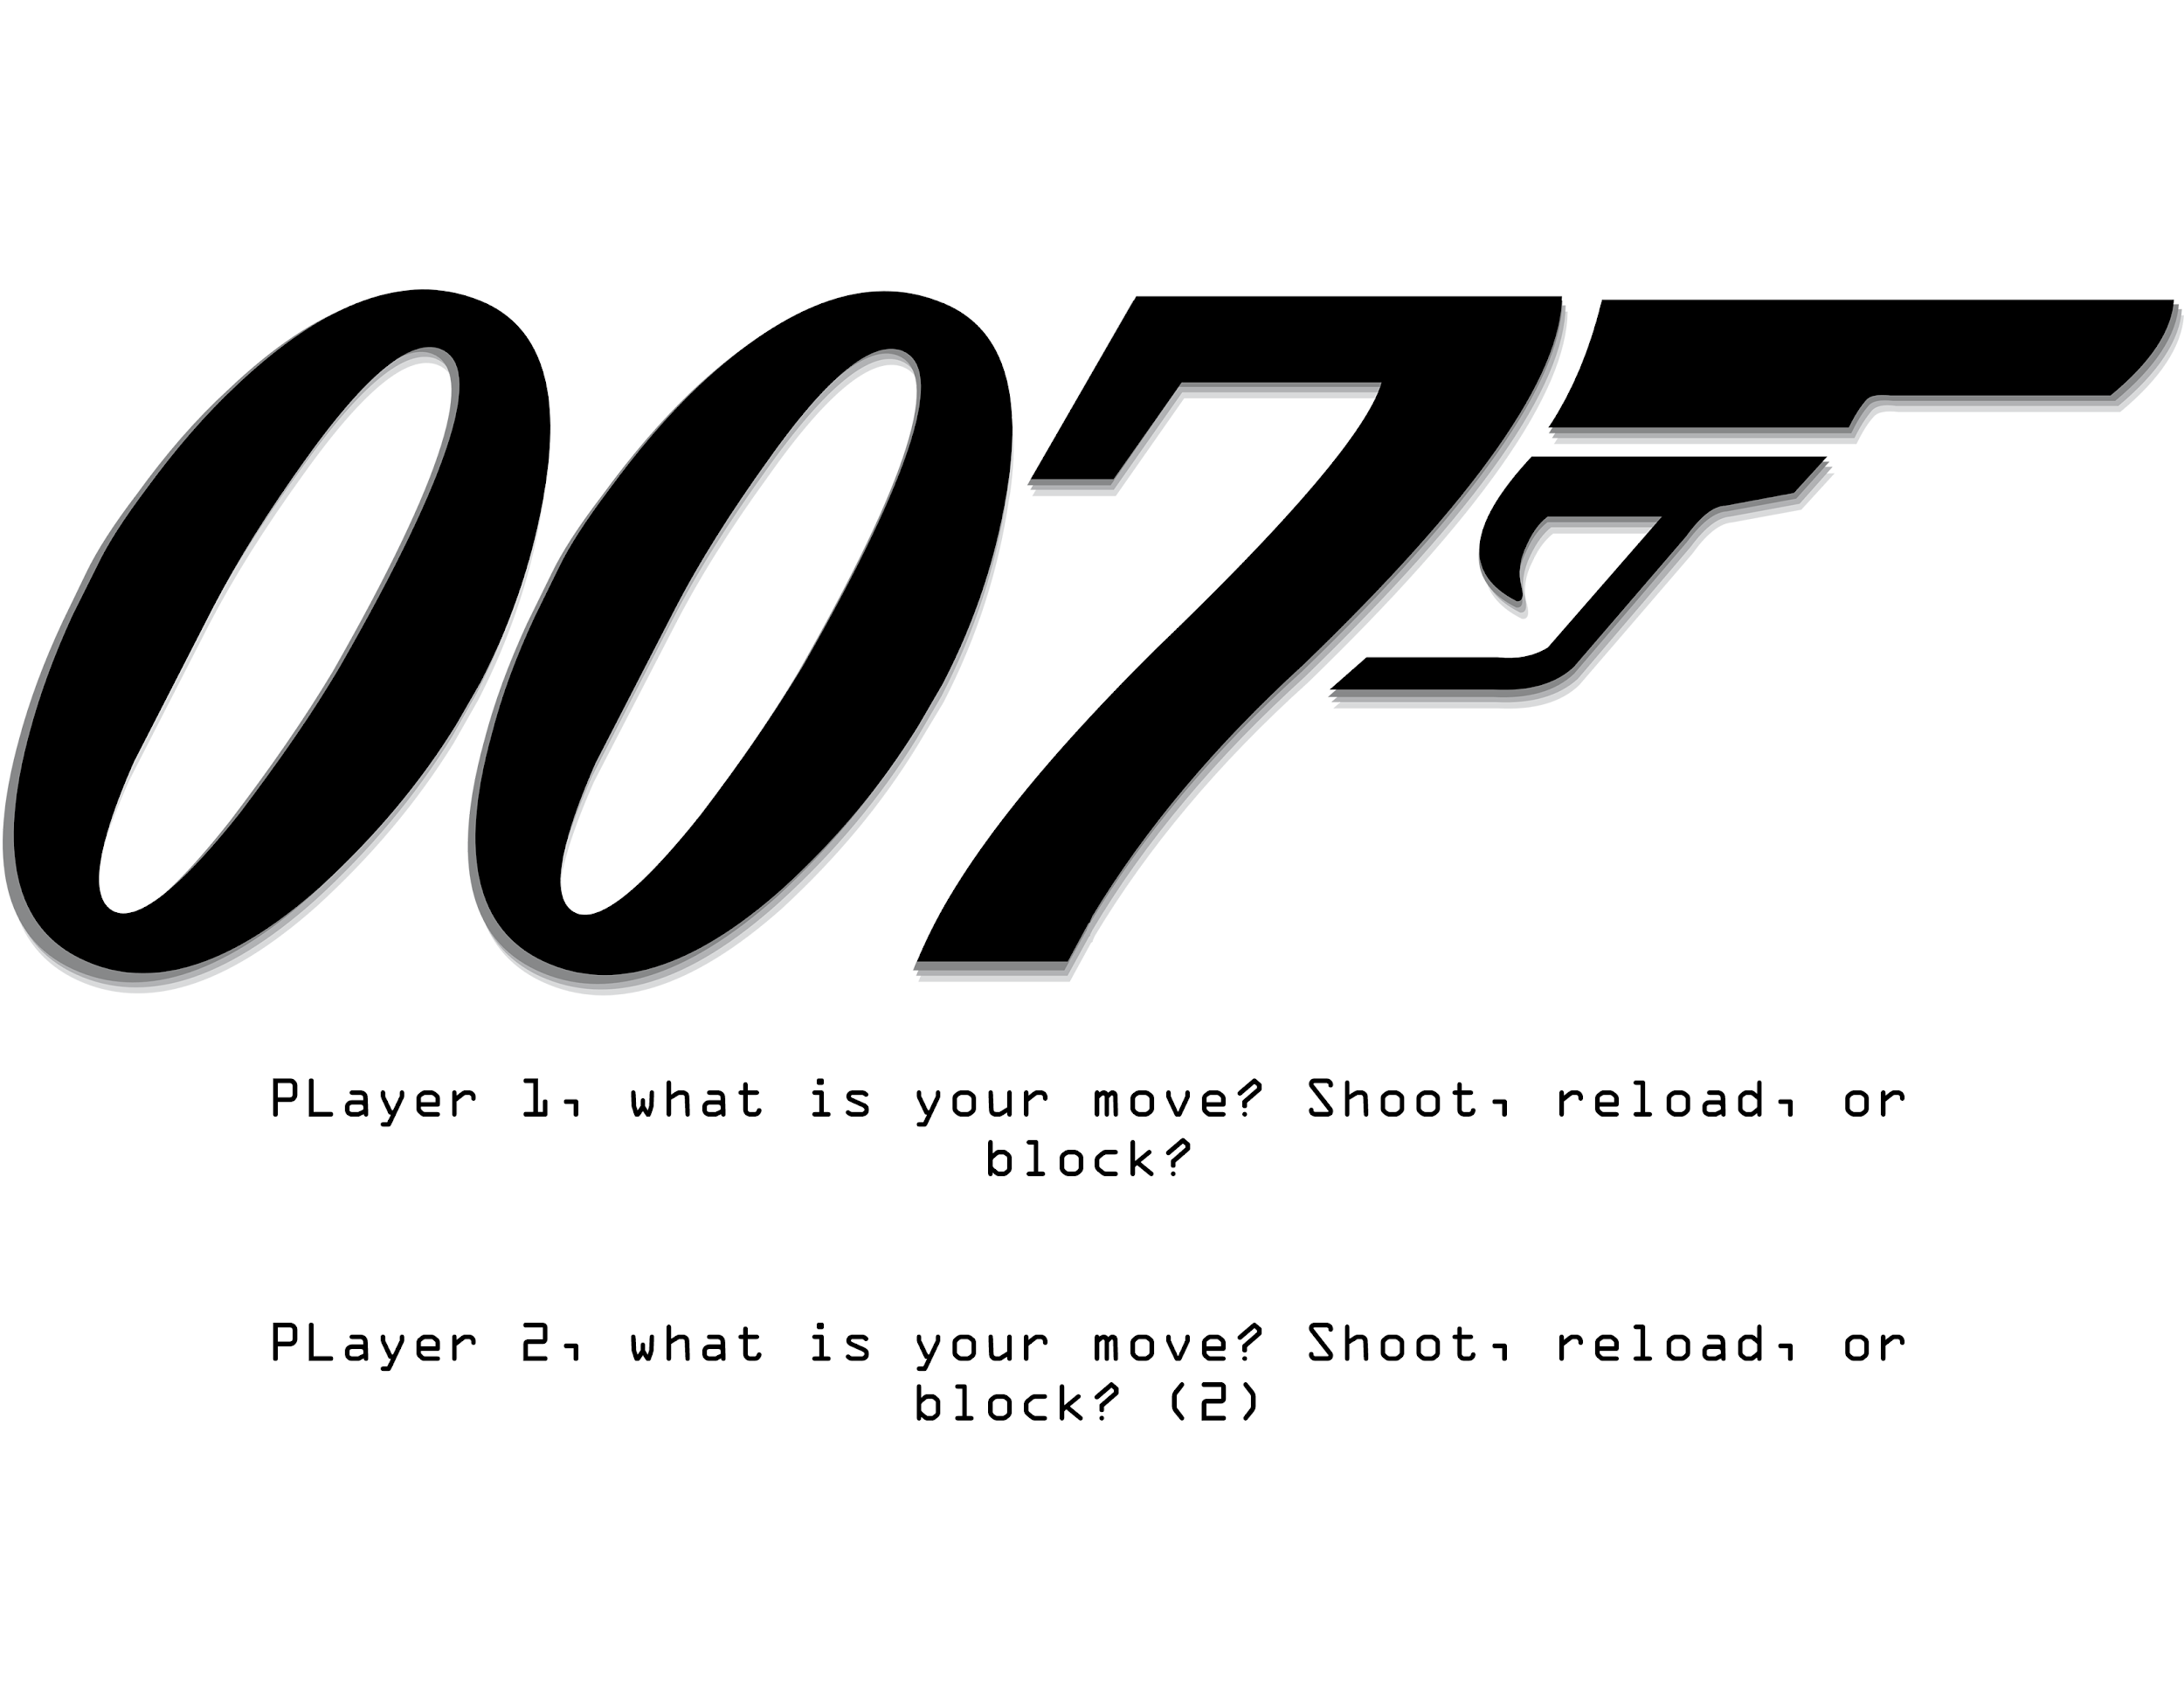 007
PLayer 1, what is your move? Shoot, reload, or
block?
PLayer 2, what is your move? Shoot, reload, or
block? (2)